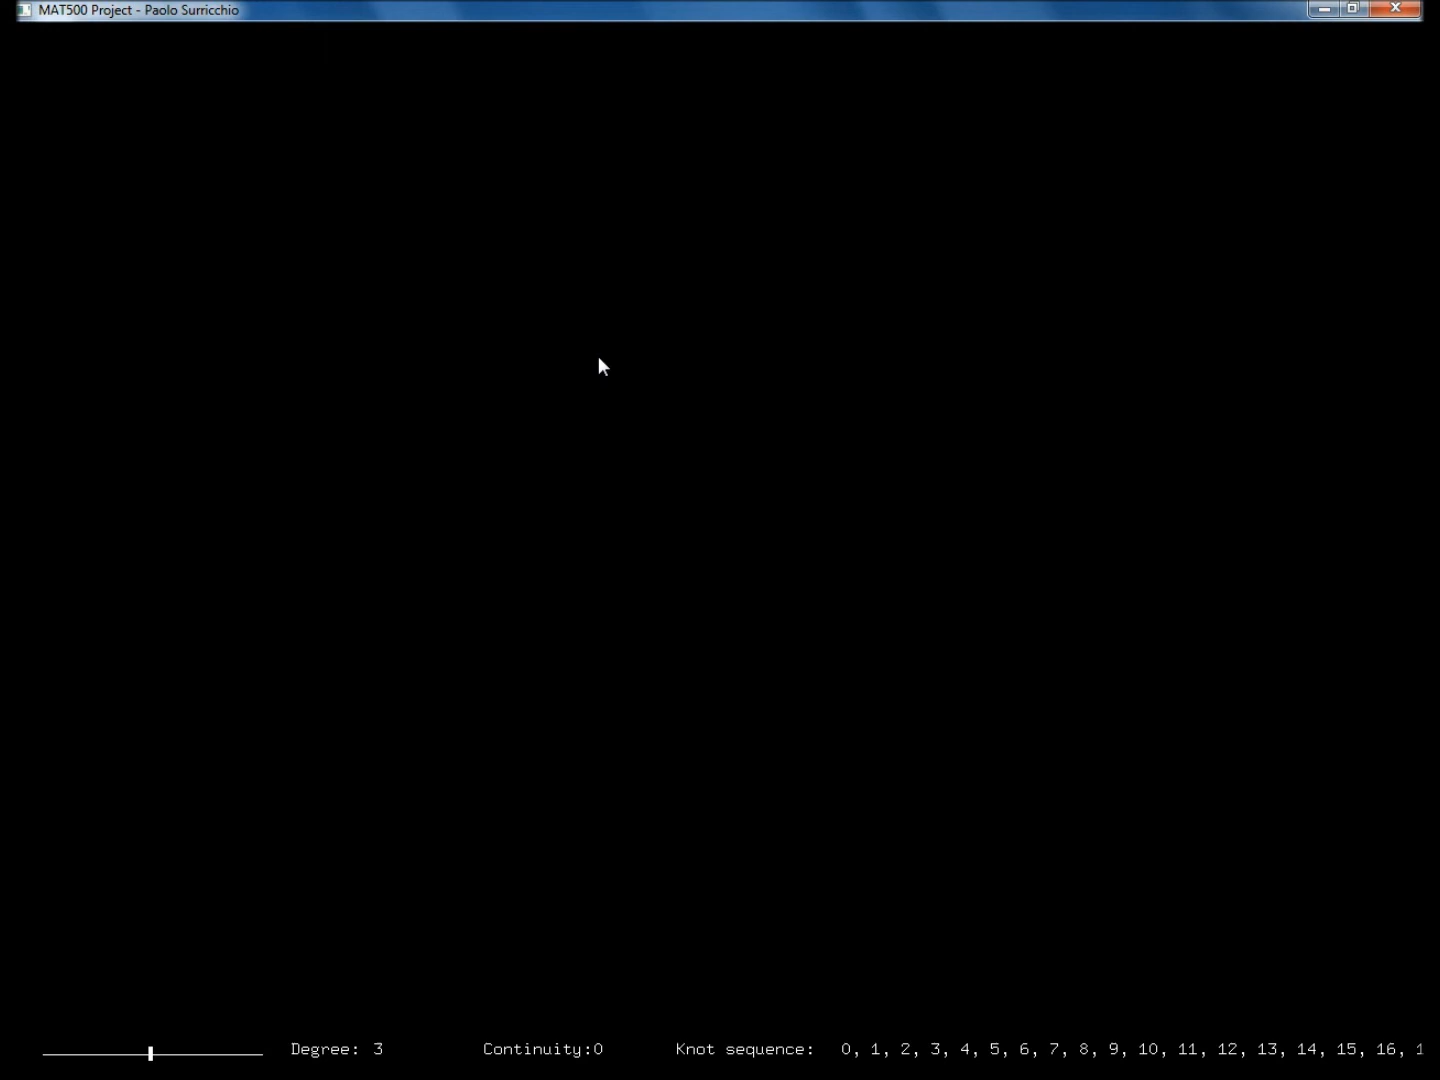 MAT500 Project - Paolo Surricchio
Degree: 3 Continuity:0 Knot sequence: 0, 1, 2, 3, 4, 5, 6, 7, 8, 9, 10, 11, 12, 13, 14, 15, 16, 1